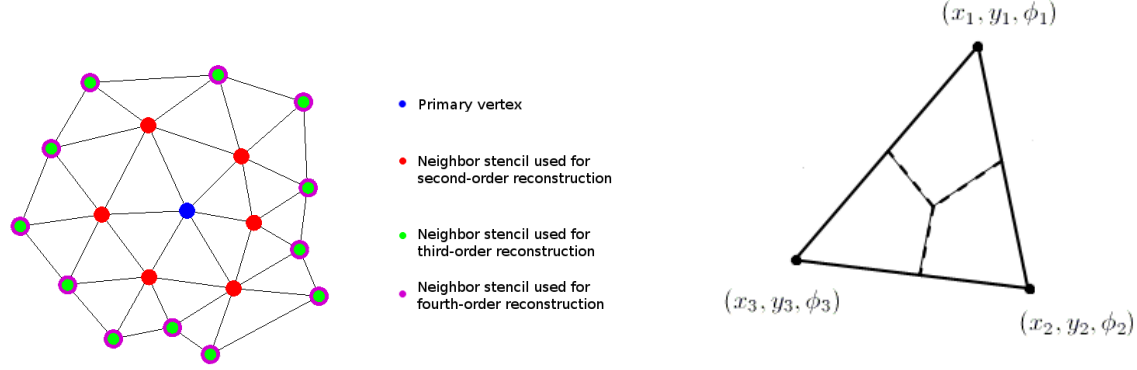 Primary vertex
Neighbor stencil used for
second-order reconstruction
Neighbor stencil used for
third-order reconstruction
Neighbor stencil used for
fourth-order reconstruction
(x₁, y₁, ϕ₁)
(x₃, y₃, ϕ₃)
(x₂, y₂, ϕ₂)